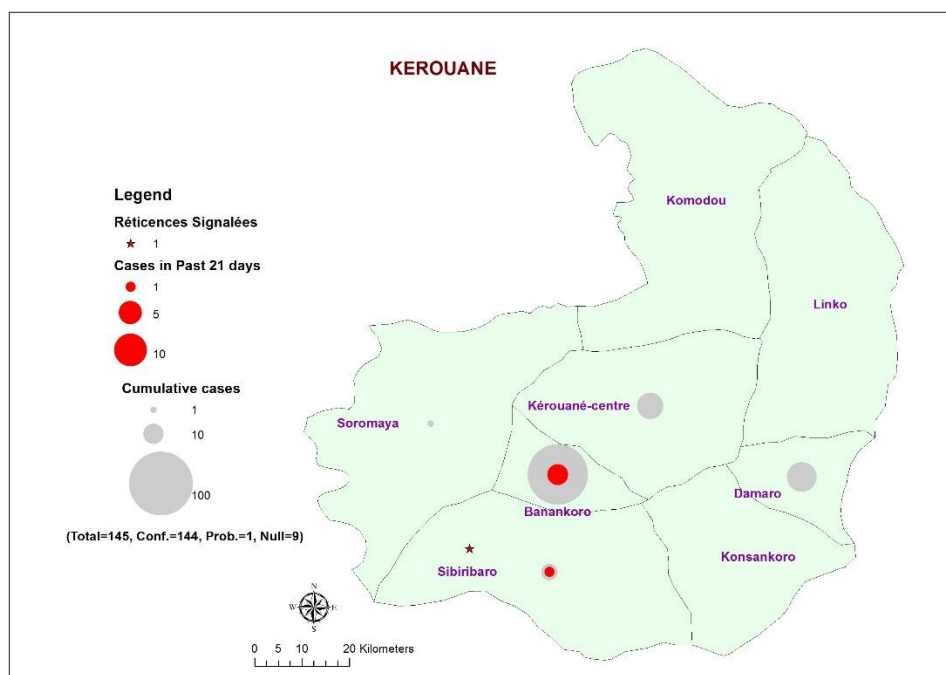 KEROUANE
Legend
Réticences Signalées
1
Cases in Past 21 days
1
5
10
Cumulative cases
1
10
100
(Total=145, Conf.=144, Prob.=1, Null=9)
Komodou
Linko
Kérouané-centre
Soromaya
Damaro
Banankoro
Konsankoro
Sibiribaro
N
W E
S
0 5 10 20 Kilometers